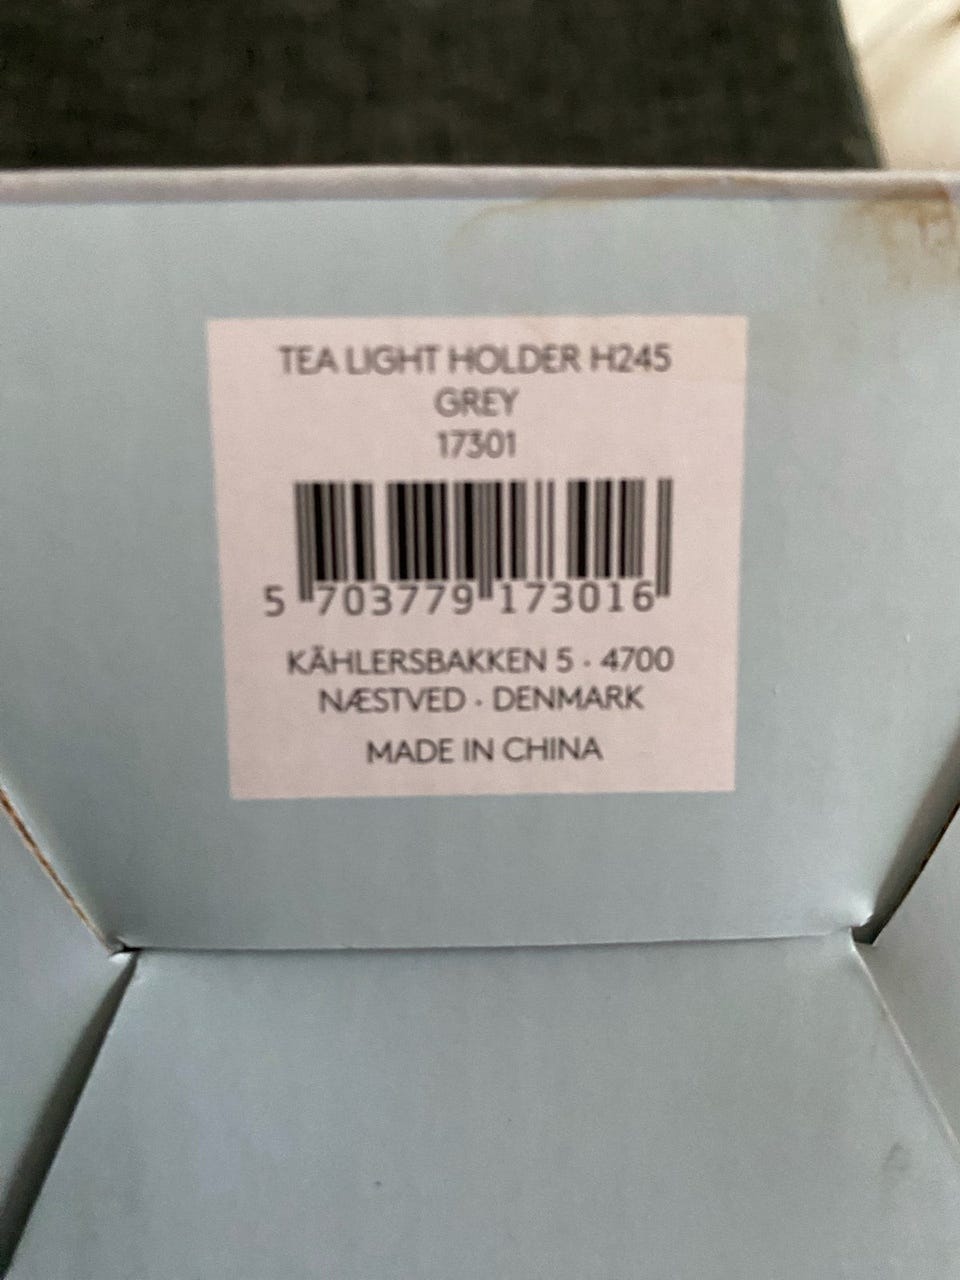 TEA LIGHT HOLDER H245
GREY
17301
5 703779 173016
KÄHLERSBAKKEN 5 · 4700
NÆSTVED · DENMARK
MADE IN CHINA